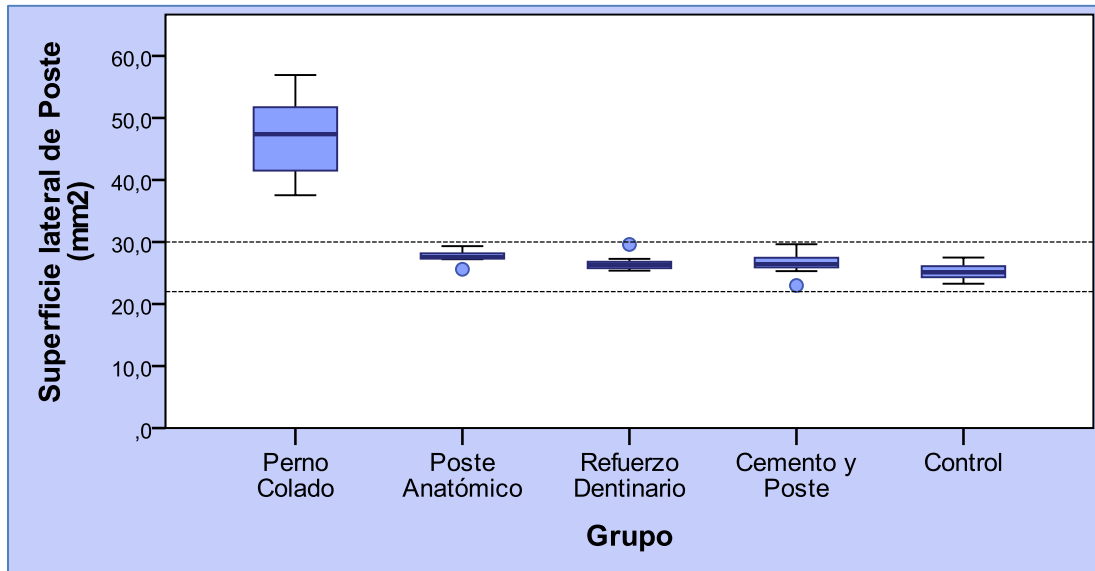 Superficie lateral de Poste
(mm2)
60,0
50,0
40,0
30,0
20,0
10,0
,0
Perno
Colado
Poste
Anatómico
Refuerzo
Dentinario
Cemento y
Poste
Control
Grupo